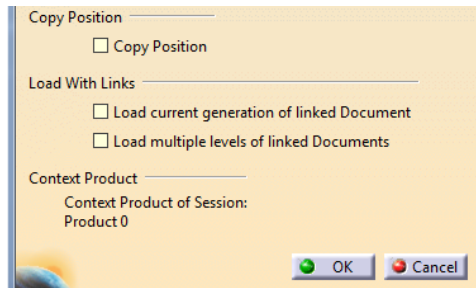 Copy Position
Copy Position
Load With Links
Load current generation of linked Document
Load multiple levels of linked Documents
Context Product
Context Product of Session:
Product 0
OK Cancel